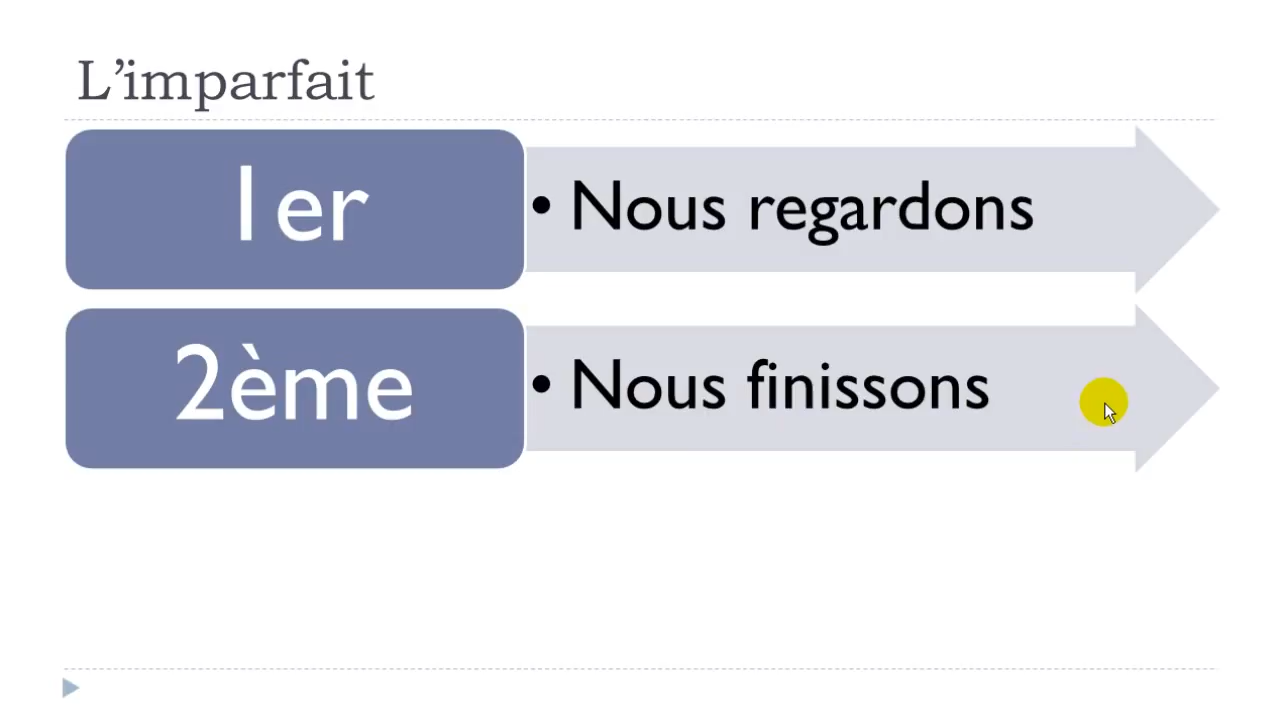 L’imparfait
1er
• Nous regardons
2ème
• Nous finissons